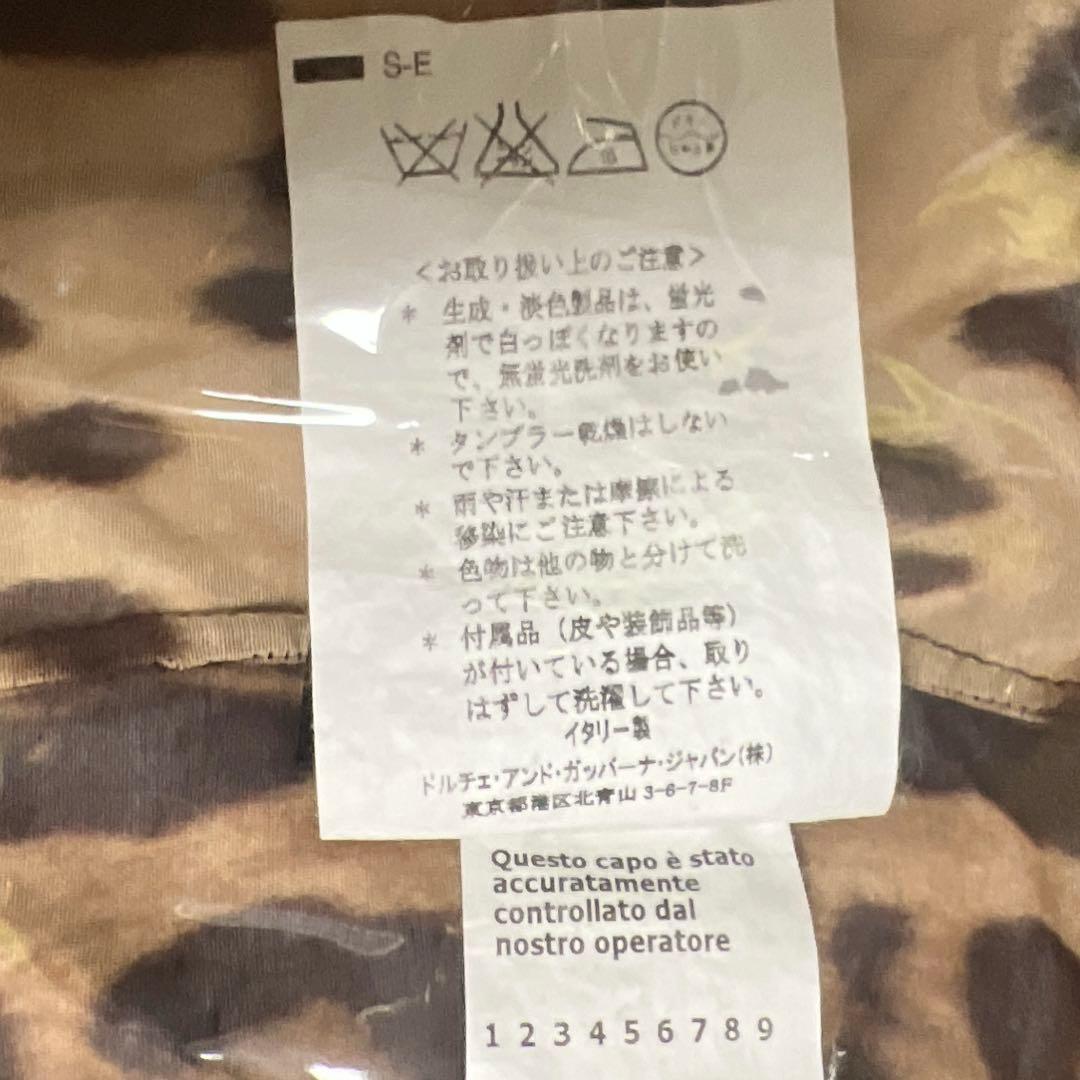 S-E
ドライ
<お取り扱い上のご注意>
* 生成・淡色製品は、蛍光
剤で白っぽくなりますの
で、無蛍光洗剤をお使い
下さい。
* タンブラー乾燥はしない
で下さい。
* 雨や汗または摩擦による
移染にご注意下さい。
* 色物は他の物と分けて洗
って下さい。
* 付属品（皮や装飾品等）
が付いている場合、取り
はずして洗濯して下さい。
イタリー製
ドルチェ・アンド・ガッバーナ・ジャパン(株)
東京都港区北青山 3-6-7-8F
Questo capo è stato
accuratamente
controllato dal
nostro operatore
1 2 3 4 5 6 7 8 9